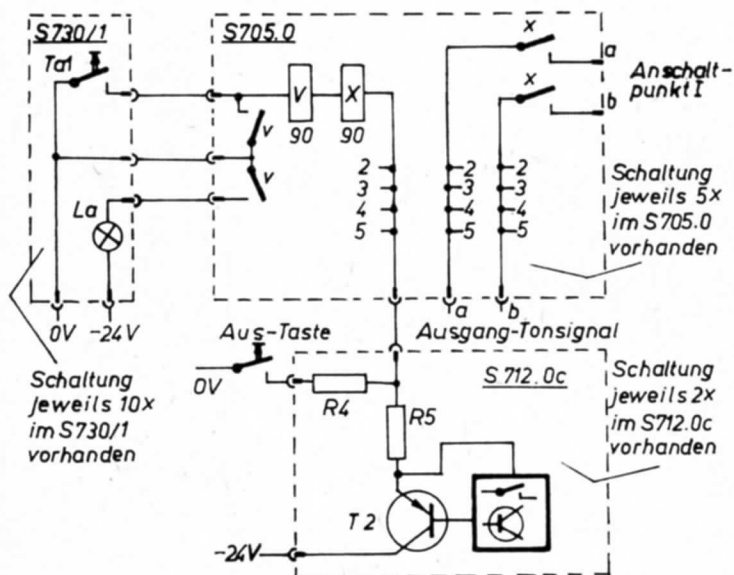 S730/1
Ta1
La
0V -24V
Schaltung
jeweils 10x
im S730/1
vorhanden
S705.0
V
90
X
90
v
v
2
3
4
5
2
3
4
5
2
3
4
5
x
x
a
b
Anschalt-
punkt I
Schaltung
jeweils 5x
im S705.0
vorhanden
a
b
Ausgang-Tonsignal
Aus-Taste
0V
R4
R5
S712.0c
T2
-24V
Schaltung
jeweils 2x
im S712.0c
vorhanden